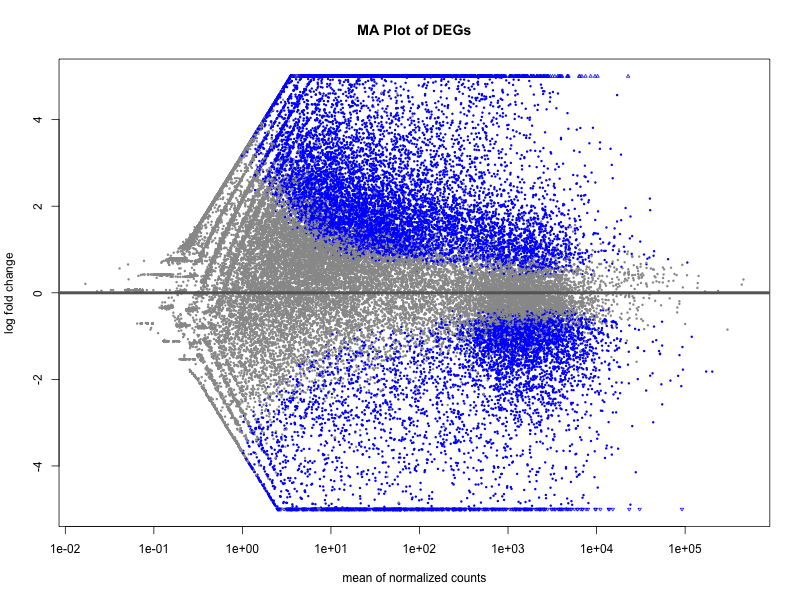 MA Plot of DEGs
log fold change
4
2
0
-2
-4
1e-02 1e-01 1e+00 1e+01 1e+02 1e+03 1e+04 1e+05
mean of normalized counts